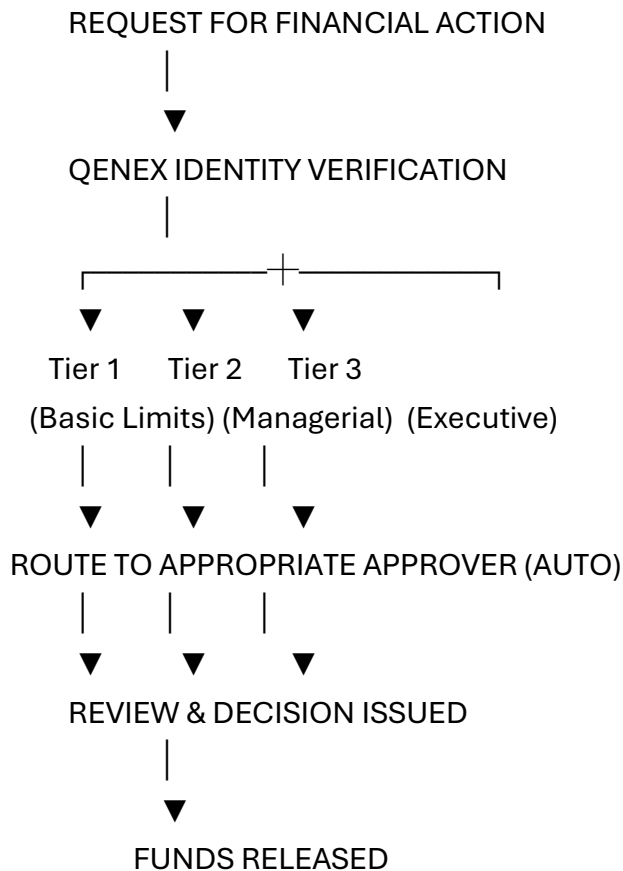 REQUEST FOR FINANCIAL ACTION
QENEX IDENTITY VERIFICATION
Tier 1 Tier 2 Tier 3
(Basic Limits) (Managerial) (Executive)
ROUTE TO APPROPRIATE APPROVER (AUTO)
REVIEW & DECISION ISSUED
FUNDS RELEASED